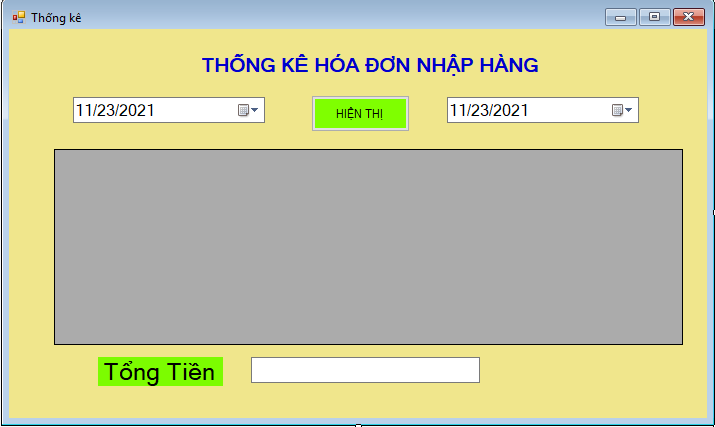 Thống kê
THỐNG KÊ HÓA ĐƠN NHẬP HÀNG
11/23/2021 HIỆN THỊ 11/23/2021
Tổng Tiền